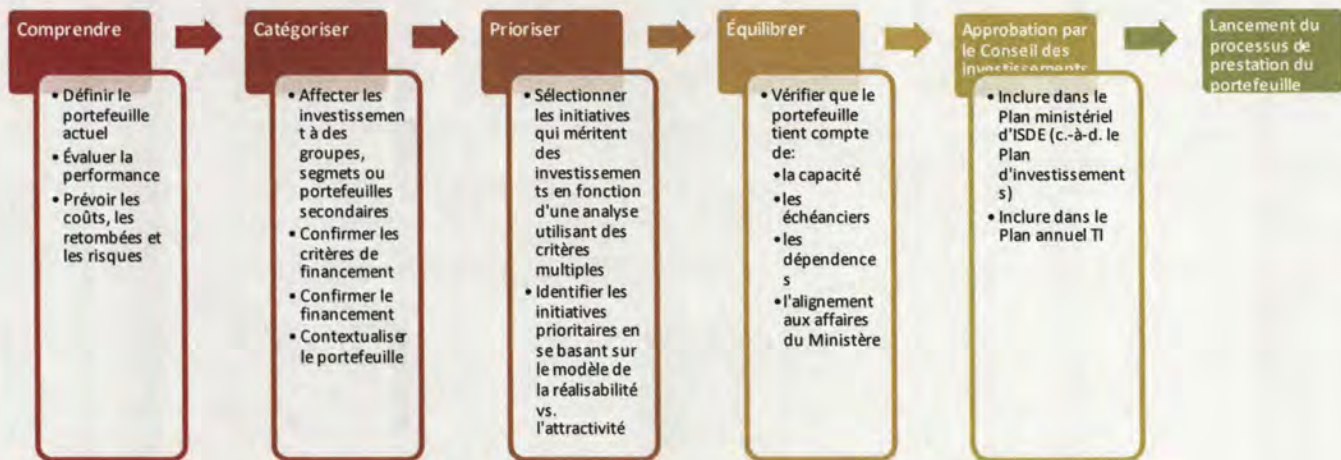 Comprendre
• Définir le
portefeuille
actuel
• Évaluer la
performance
• Prévoir les
coûts, les
retombées et
les risques
Catégoriser
• Affecter les
investissemen
t à des
groupes,
segmets ou
portefeuilles
secondaires
• Confirmer les
critères de
financement
• Confirmer le
financement
• Contextualiser
le portefeuille
Prioriser
• Sélectionner
les initiatives
qui méritent
des
investissemen
ts en fonction
d'une analyse
utilisant des
critères
multiples
• Identifier les
initiatives
prioritaires en
se basant sur
le modèle de
la réalisabilité
vs.
l'attractivité
Équilibrer
• Vérifier que le
portefeuille
tient compte
de:
• la capacité
• les
échéanciers
• les
dépendence
s
• l'alignement
aux affaires
du Ministère
Approbation par
le Conseil des
investissements
• Inclure dans le
Plan
ministériel
d'ISDE (c.-à-d. le
Plan
d'investissement
s)
• Inclure dans le
Plan annuel TI
Lancement du
processus de
prestation du
portefeuille